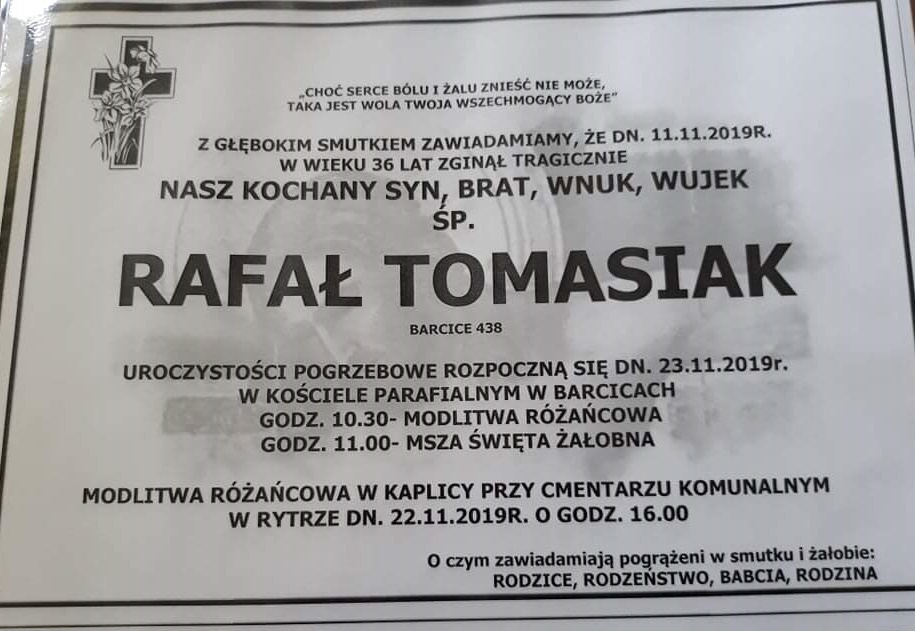 „CHOĆ SERCE BÓLU I ŻALU ZNIEŚĆ NIE MOŻE,
TAKA JEST WOLA TWOJA WSZECHMOGĄCY BOŻE”
Z GŁĘBOKIM SMUTKIEM ZAWIADAMIAMY, ŻE DN. 11.11.2019R.
W WIEKU 36 LAT ZGINĄŁ TRAGICZNIE
NASZ KOCHANY SYN, BRAT, WNUK, WUJEK
ŚP.
RAFAŁ TOMASIAK
BARCICE 438
UROCZYSTOŚCI POGRZEBOWE ROZPOCZNĄ SIĘ DN. 23.11.2019r.
W KOŚCIELE PARAFIALNYM W BARCICACH
GODZ. 10.30- MODLITWA RÓŻAŃCOWA
GODZ. 11.00- MSZA ŚWIĘTA ŻAŁOBNA
MODLITWA RÓŻAŃCOWA W KAPLICY PRZY CMENTARZU KOMUNALNYM
W RYTRZE DN. 22.11.2019R. O GODZ. 16.00
O czym zawiadamiają pogrążeni w smutku i żałobie:
RODZICE, RODZEŃSTWO, BABCIA, RODZINA